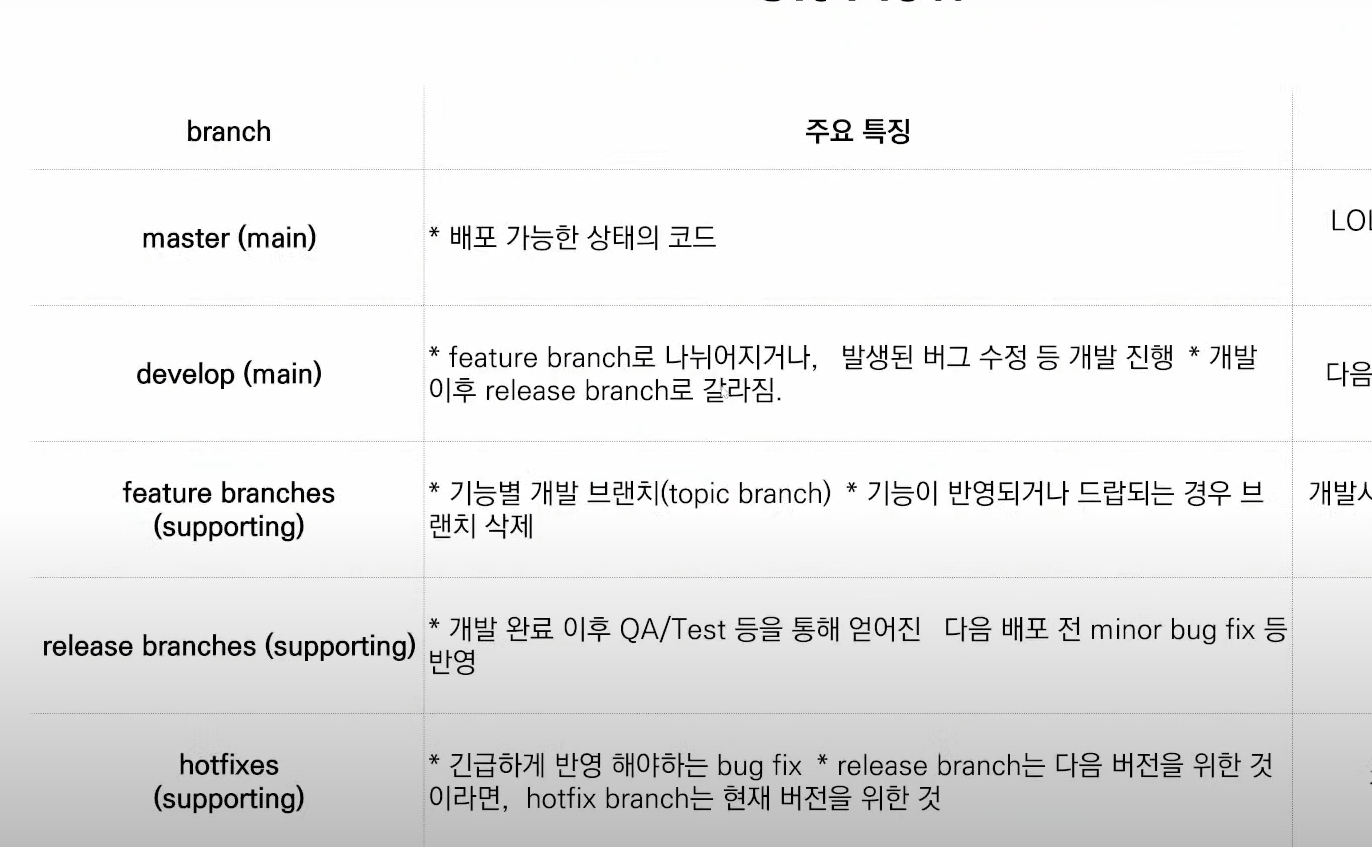 branch
주요 특징
master (main)
* 배포 가능한 상태의 코드
develop (main)
* feature branch로 나뉘어지거나, 발생된 버그 수정 등 개발 진행 * 개발
이후 release branch로 갈라짐.
다음
feature branches
(supporting)
* 기능별 개발 브랜치(topic branch) * 기능이 반영되거나 드랍되는 경우 브
랜치 삭제
release branches (supporting)
* 개발 완료 이후 QA/Test 등을 통해 얻어진 다음 배포 전 minor bug fix 등
반영
hotfixes
(supporting)
* 긴급하게 반영 해야하는 bug fix * release branch는 다음 버전을 위한 것
이라면, hotfix branch는 현재 버전을 위한 것